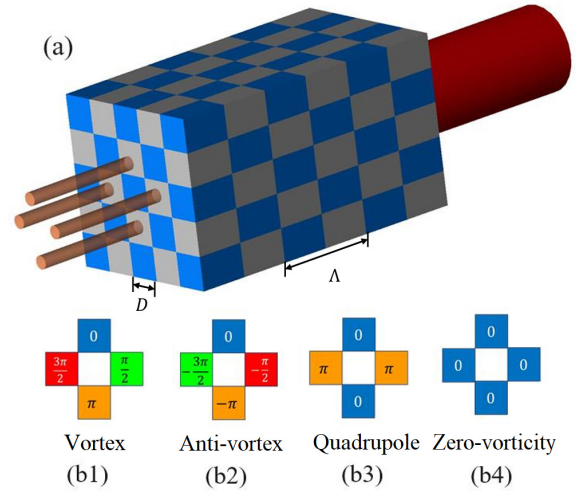 (a)
D
Λ
0
3π/2
π/2
π
0
-3π/2
-π/2
-π
0
π
π
0
0
0
0
0
Vortex
Anti-vortex
Quadrupole
Zero-vorticity
(b1)
(b2)
(b3)
(b4)